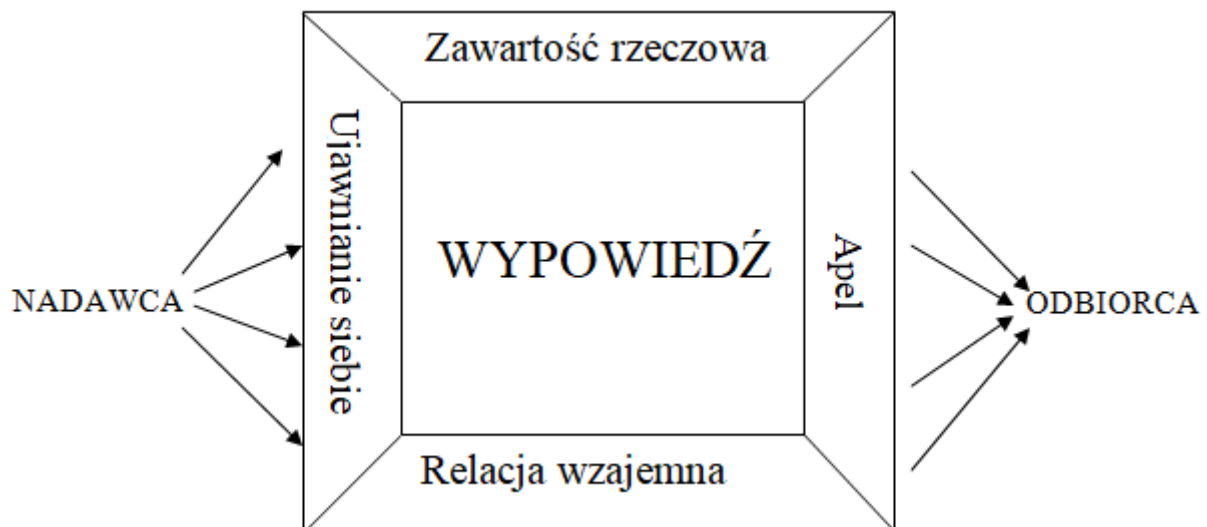 Zawartość rzeczowa
Ujawnianie siebie
WYPOWIEDŹ
Apel
NADAWCA
ODBIORCA
Relacja wzajemna